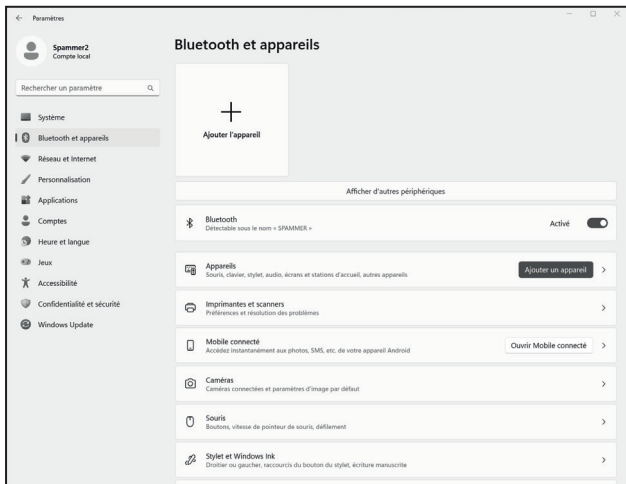 Paramètres
Spammer2
Compte local
Rechercher un paramètre
Système
Bluetooth et appareils
Réseau et Internet
Personnalisation
Applications
Comptes
Heure et langue
Jeux
Accessibilité
Confidentialité et sécurité
Windows Update
Bluetooth et appareils
Ajouter l'appareil
Afficher d'autres périphériques
Bluetooth
Détectable sous le nom « SPAMMER »
Activé
Appareils
Souris, clavier, stylet, audio, écrans et stations d'accueil, autres appareils
Ajouter un appareil
Imprimantes et scanners
Préférences et résolution des problèmes
Mobile connecté
Accédez instantanément aux photos, SMS, etc. de votre appareil Android
Ouvrir Mobile connecté
Caméras
Caméras connectées et paramètres d'image par défaut
Souris
Boutons, vitesse de pointeur de souris, défilement
Stylet et Windows Ink
Droitier ou gaucher, raccourcis du bouton du stylet, écriture manuscrite